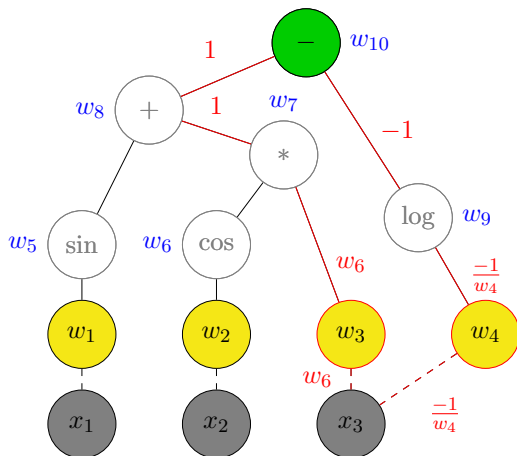 1 − w₁₀
w₈ + 1 w₇
* −1
w₅ sin w₆ cos log w₉
w₆ −1/w₄
w₁ w₂ w₃ w₄
w₆
x₁ x₂ x₃ −1/w₄